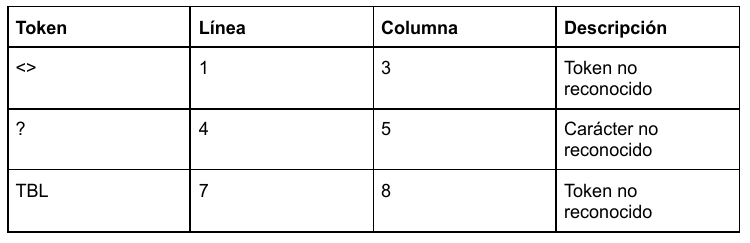 Token Línea Columna Descripción
<> 1 3 Token no
reconocido
? 4 5 Carácter no
reconocido
TBL 7 8 Token no
reconocido